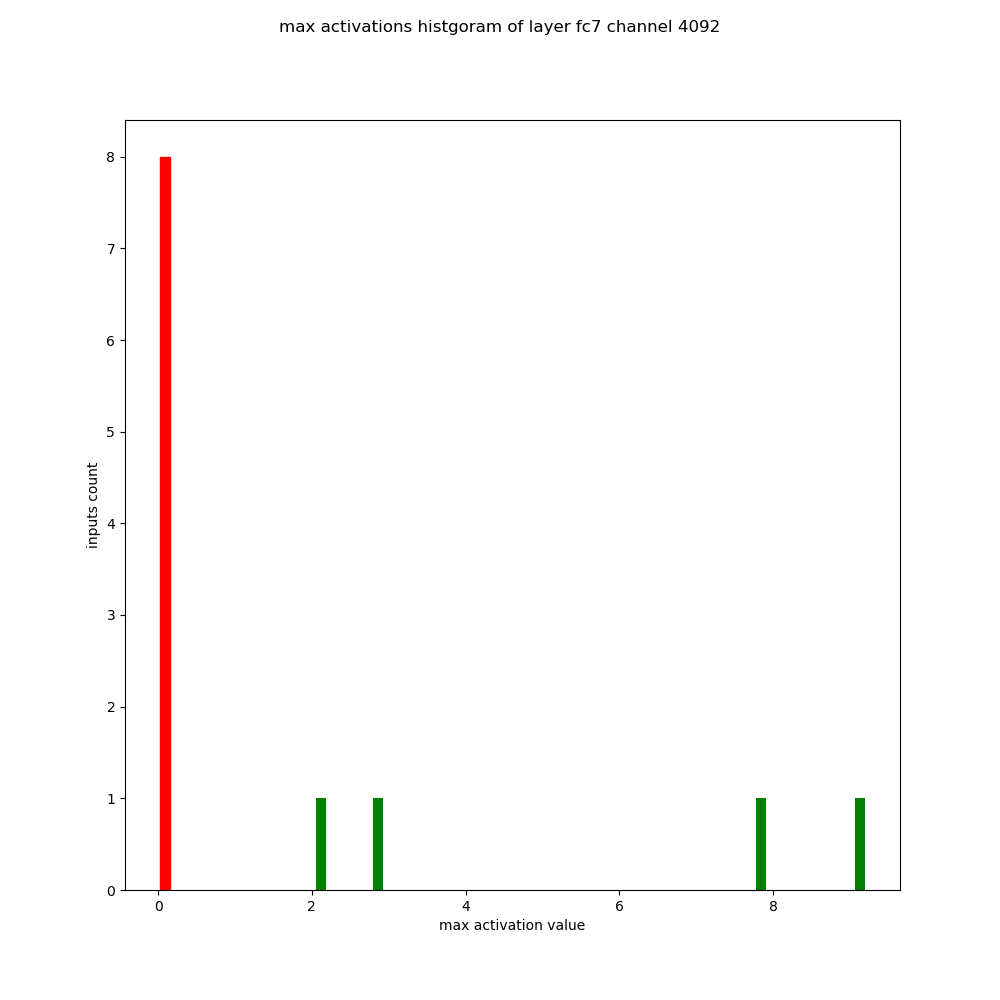 max activations histgoram of layer fc7 channel 4092
8
7
6
5
4
3
2
1
0
inputs count
0 2 4 6 8
max activation value